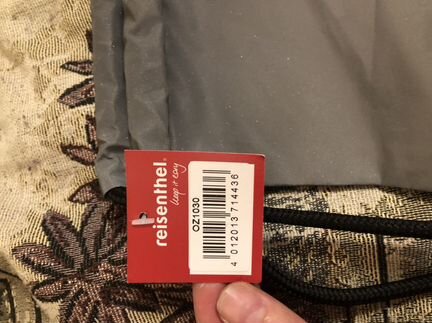 reisenthel®
keep it easy
OZ1030
4 012013 714436